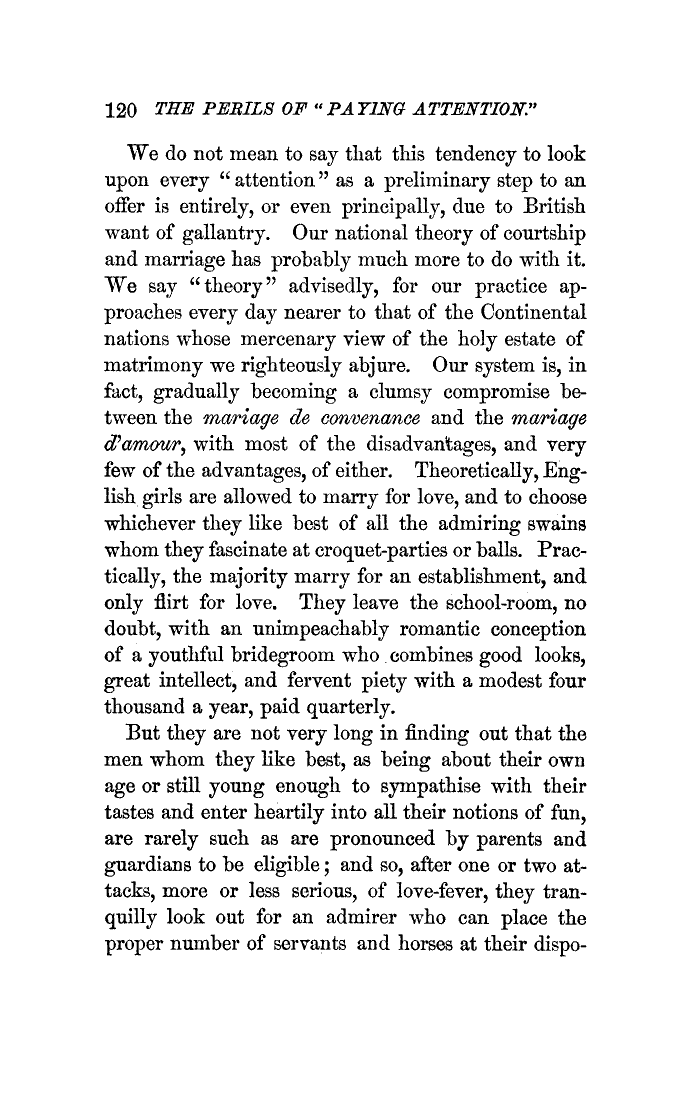 120 THE PERILS OF "PAYING ATTENTION."
We do not mean to say that this tendency to look
upon every "attention" as a preliminary step to an
offer is entirely, or even principally, due to British
want of gallantry. Our national theory of courtship
and marriage has probably much more to do with it.
We say "theory" advisedly, for our practice ap-
proaches every day nearer to that of the Continental
nations whose mercenary view of the holy estate of
matrimony we righteously abjure. Our system is, in
fact, gradually becoming a clumsy compromise be-
tween the mariage de convenance and the mariage
d'amour, with most of the disadvantages, and very
few of the advantages, of either. Theoretically, Eng-
lish girls are allowed to marry for love, and to choose
whichever they like best of all the admiring swains
whom they fascinate at croquet-parties or balls. Prac-
tically, the majority marry for an establishment, and
only flirt for love. They leave the school-room, no
doubt, with an unimpeachably romantic conception
of a youthful bridegroom who combines good looks,
great intellect, and fervent piety with a modest four
thousand a year, paid quarterly.
But they are not very long in finding out that the
men whom they like best, as being about their own
age or still young enough to sympathise with their
tastes and enter heartily into all their notions of fun,
are rarely such as are pronounced by parents and
guardians to be eligible; and so, after one or two at-
tacks, more or less serious, of love-fever, they tran-
quilly look out for an admirer who can place the
proper number of servants and horses at their dispo-